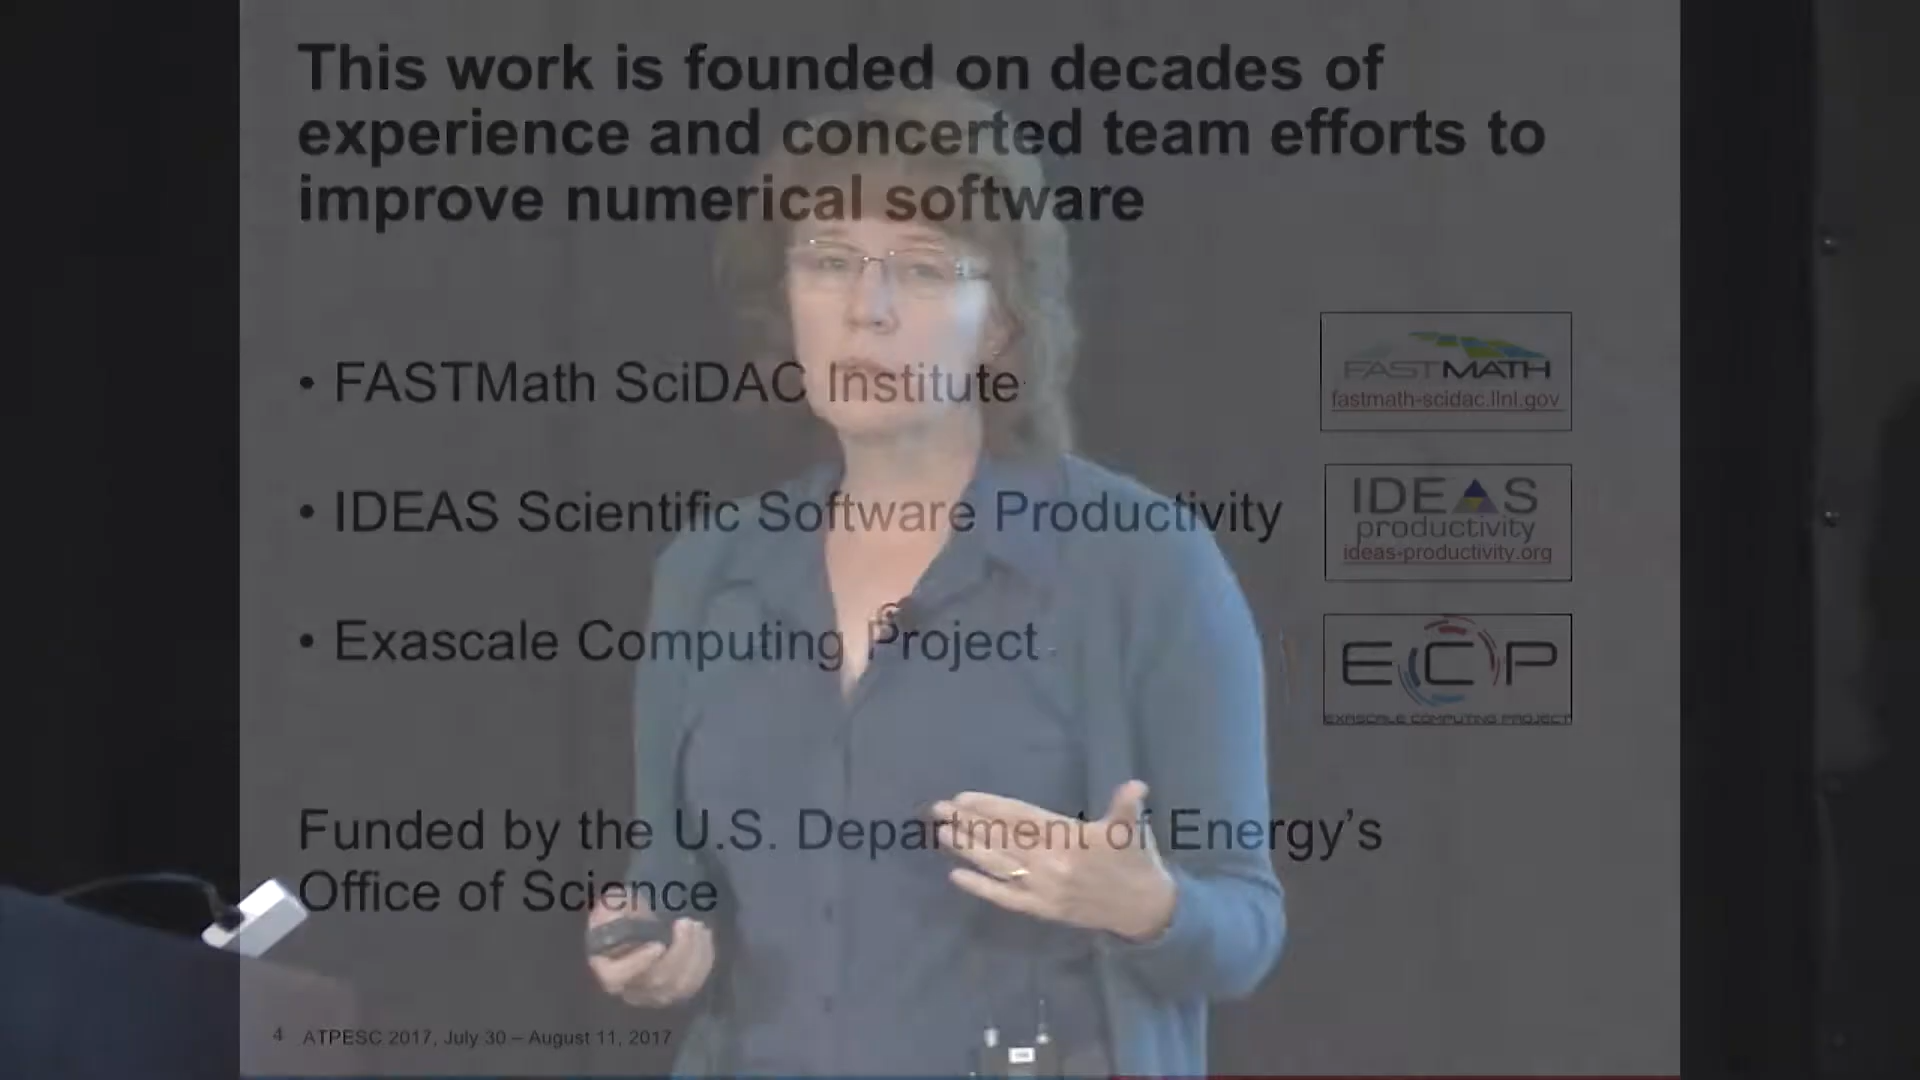 This work is founded on decades of
experience and concerted team efforts to
improve numerical software
• FASTMath SciDAC Institute
FASTMATH
fastmath-scidac.llnl.gov
• IDEAS Scientific Software Productivity
IDEAS
productivity
ideas-productivity.org
• Exascale Computing Project
ECP
EXASCALE COMPUTING PROJECT
Funded by the U.S. Department of Energy's
Office of Science
4 ATPESC 2017, July 30 – August 11, 2017